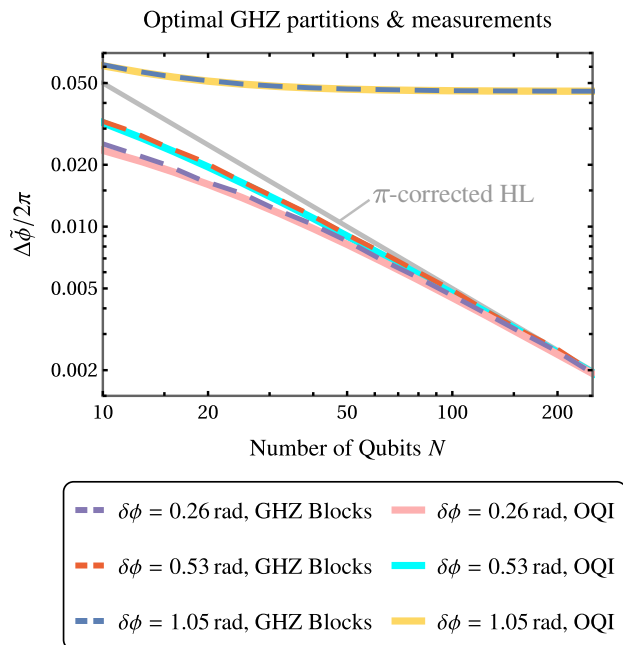 Optimal GHZ partitions & measurements
0.050
0.020
0.010
0.005
0.002
Δϕ̃/2π
π-corrected HL
10 20 50 100 200
Number of Qubits N
δϕ = 0.26 rad, GHZ Blocks δϕ = 0.26 rad, OQI
δϕ = 0.53 rad, GHZ Blocks δϕ = 0.53 rad, OQI
δϕ = 1.05 rad, GHZ Blocks δϕ = 1.05 rad, OQI